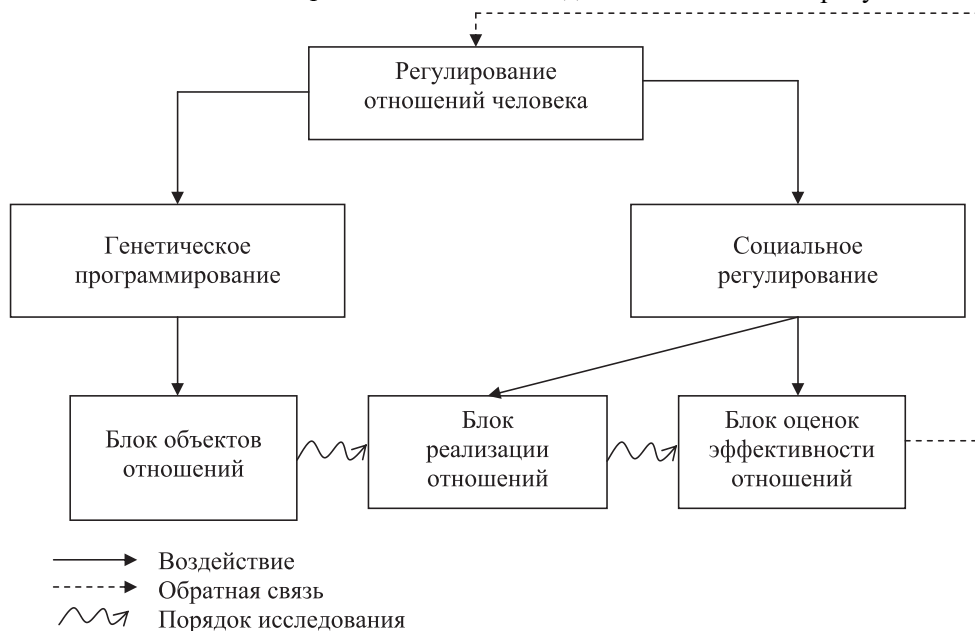 Регулирование
отношений человека
Генетическое
программирование
Социальное
регулирование
Блок объектов
отношений
Блок
реализации
отношений
Блок оценок
эффективности
отношений
Воздействие
Обратная связь
Порядок исследования